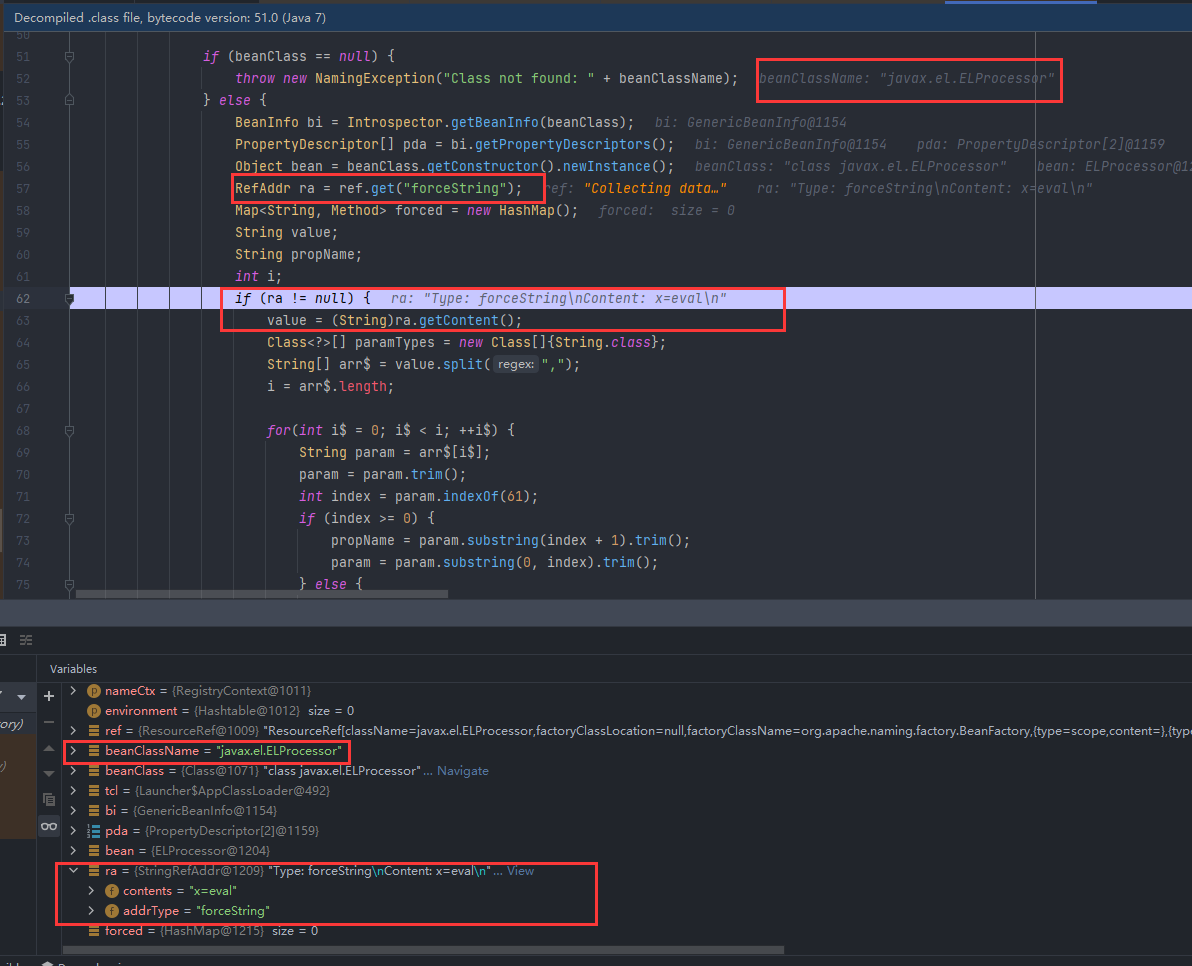 Decompiled .class file, bytecode version: 51.0 (Java 7)
50
51 if (beanClass == null) {
52 throw new NamingException("Class not found: " + beanClassName); beanClassName: "javax.el.ELProcessor"
53 } else {
54 BeanInfo bi = Introspector.getBeanInfo(beanClass); bi: GenericBeanInfo@1154
55 PropertyDescriptor[] pda = bi.getPropertyDescriptors(); bi: GenericBeanInfo@1154 pda: PropertyDescriptor[2]@1159
56 Object bean = beanClass.getConstructor().newInstance(); beanClass: "class javax.el.ELProcessor" bean: ELProcessor@12
57 RefAddr ra = ref.get("forceString"); ref: "Collecting data…" ra: "Type: forceString\nContent: x=eval\n"
58 Map<String, Method> forced = new HashMap(); forced: size = 0
59 String value;
60 String propName;
61 int i;
62 if (ra != null) { ra: "Type: forceString\nContent: x=eval\n"
63 value = (String)ra.getContent();
64 Class<?>[] paramTypes = new Class[]{String.class};
65 String[] arr$ = value.split( regex: ",");
66 i = arr$.length;
67
68 for(int i$ = 0; i$ < i; ++i$) {
69 String param = arr$[i$];
70 param = param.trim();
71 int index = param.indexOf(61);
72 if (index >= 0) {
73 propName = param.substring(index + 1).trim();
74 param = param.substring(0, index).trim();
75 } else {
Variables
nameCtx = {RegistryContext@1011}
environment = {Hashtable@1012} size = 0
ory) ref = {ResourceRef@1009} "ResourceRef[className=javax.el.ELProcessor,factoryClassLocation=null,factoryClassName=org.apache.naming.factory.BeanFactory,{type=scope,content=},{typ
beanClassName = "javax.el.ELProcessor"
beanClass = {Class@1071} "class javax.el.ELProcessor"… Navigate
tcl = {Launcher$AppClassLoader@492}
bi = {GenericBeanInfo@1154}
pda = {PropertyDescriptor[2]@1159}
bean = {ELProcessor@1204}
ra = {StringRefAddr@1209} "Type: forceString\nContent: x=eval\n"… View
contents = "x=eval"
addrType = "forceString"
forced = {HashMap@1215} size = 0